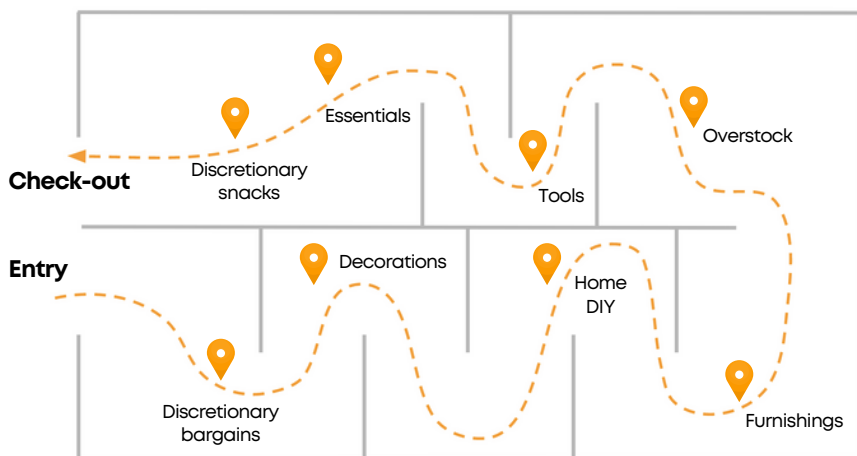 Essentials
Overstock
Discretionary
snacks
Check-out
Tools
Entry
Decorations
Home
DIY
Discretionary
bargains
Furnishings